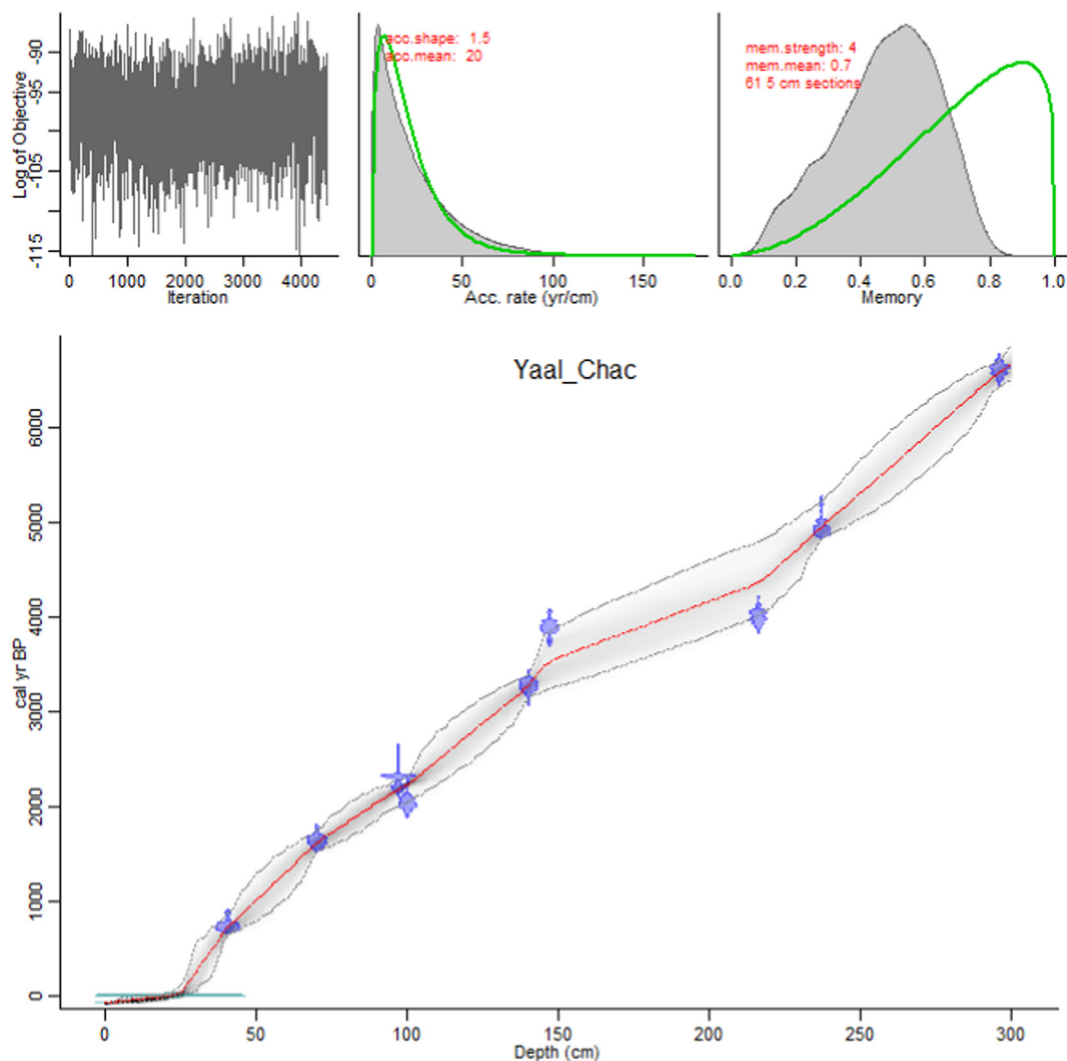 Log of Objective
-90
-95
-105
-115
0 1000 2000 3000 4000
Iteration
acc.shape: 1.5
acc.mean: 20
0 50 100 150
Acc. rate (yr/cm)
mem.strength: 4
mem.mean: 0.7
61 5 cm sections
0.0 0.2 0.4 0.6 0.8 1.0
Memory
Yaal_Chac
cal yr BP
6000
5000
4000
3000
2000
1000
0
0 50 100 150 200 250 300
Depth (cm)